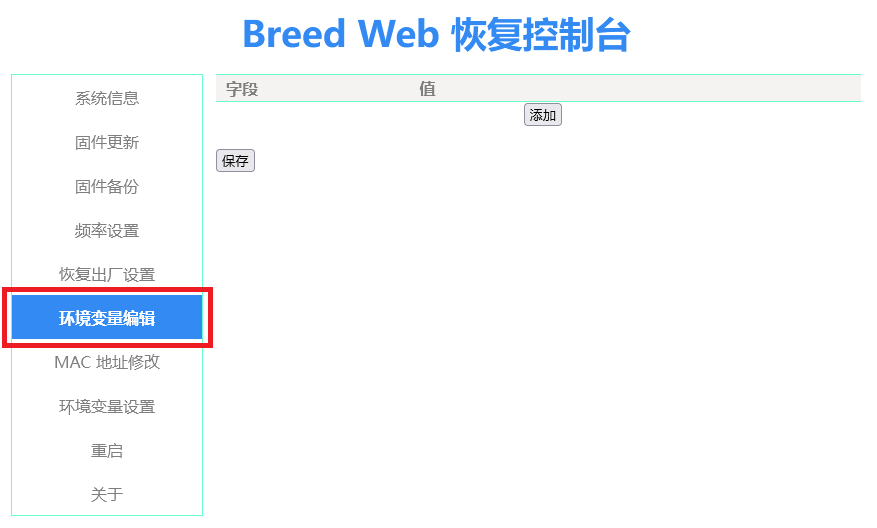 Breed Web 恢复控制台
系统信息
固件更新
固件备份
频率设置
恢复出厂设置
环境变量编辑
MAC 地址修改
环境变量设置
重启
关于
字段 值
添加
保存